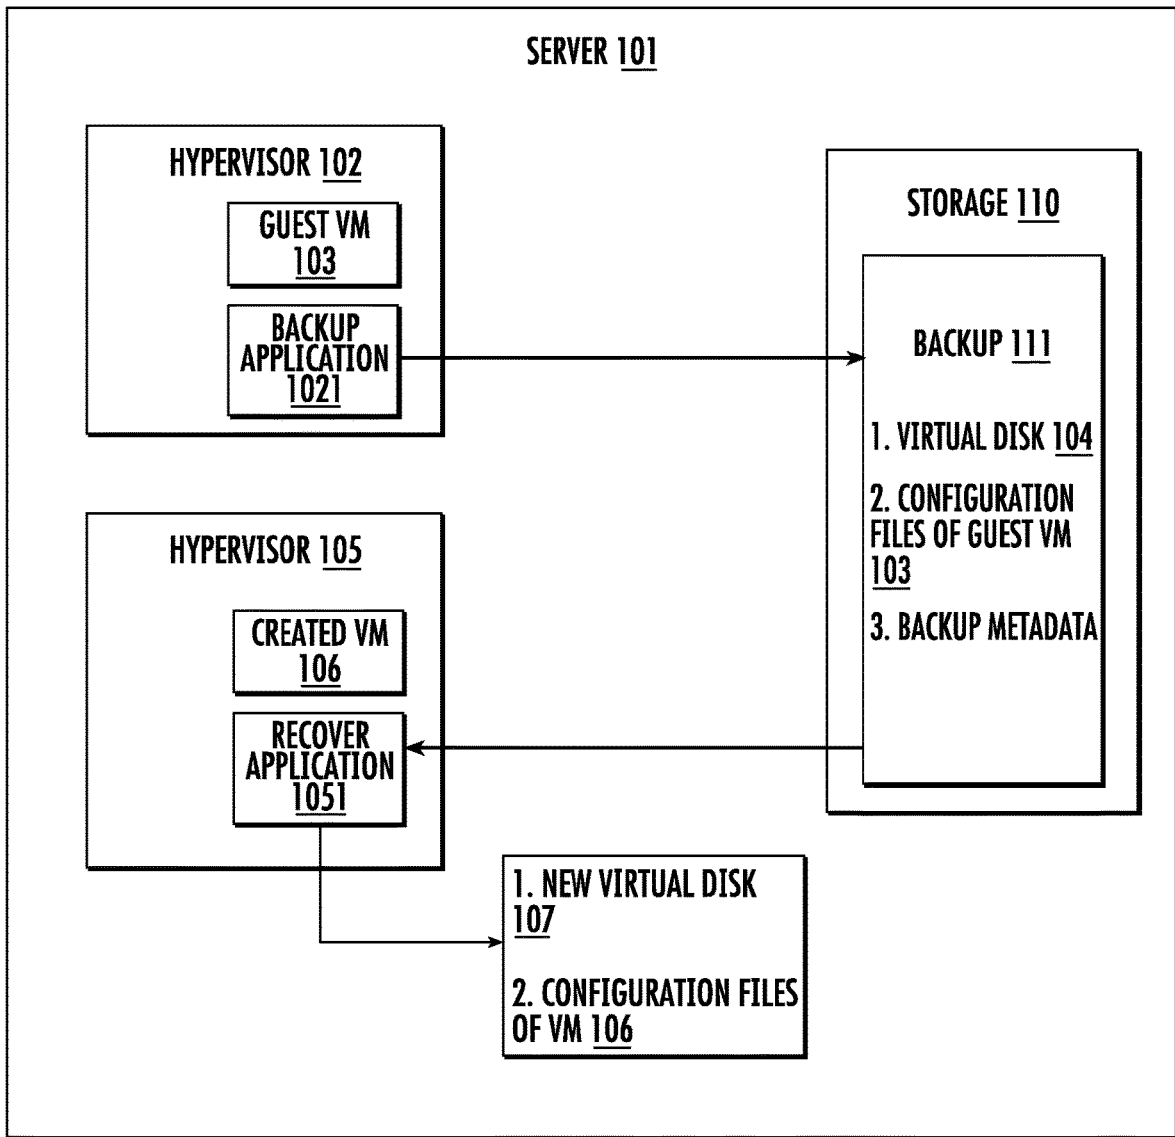 SERVER 101
HYPERVISOR 102
GUEST VM
103
BACKUP
APPLICATION
1021
STORAGE 110
BACKUP 111
1. VIRTUAL DISK 104
2. CONFIGURATION
FILES OF GUEST VM
103
3. BACKUP METADATA
HYPERVISOR 105
CREATED VM
106
RECOVER
APPLICATION
1051
1. NEW VIRTUAL DISK
107
2. CONFIGURATION FILES
OF VM 106